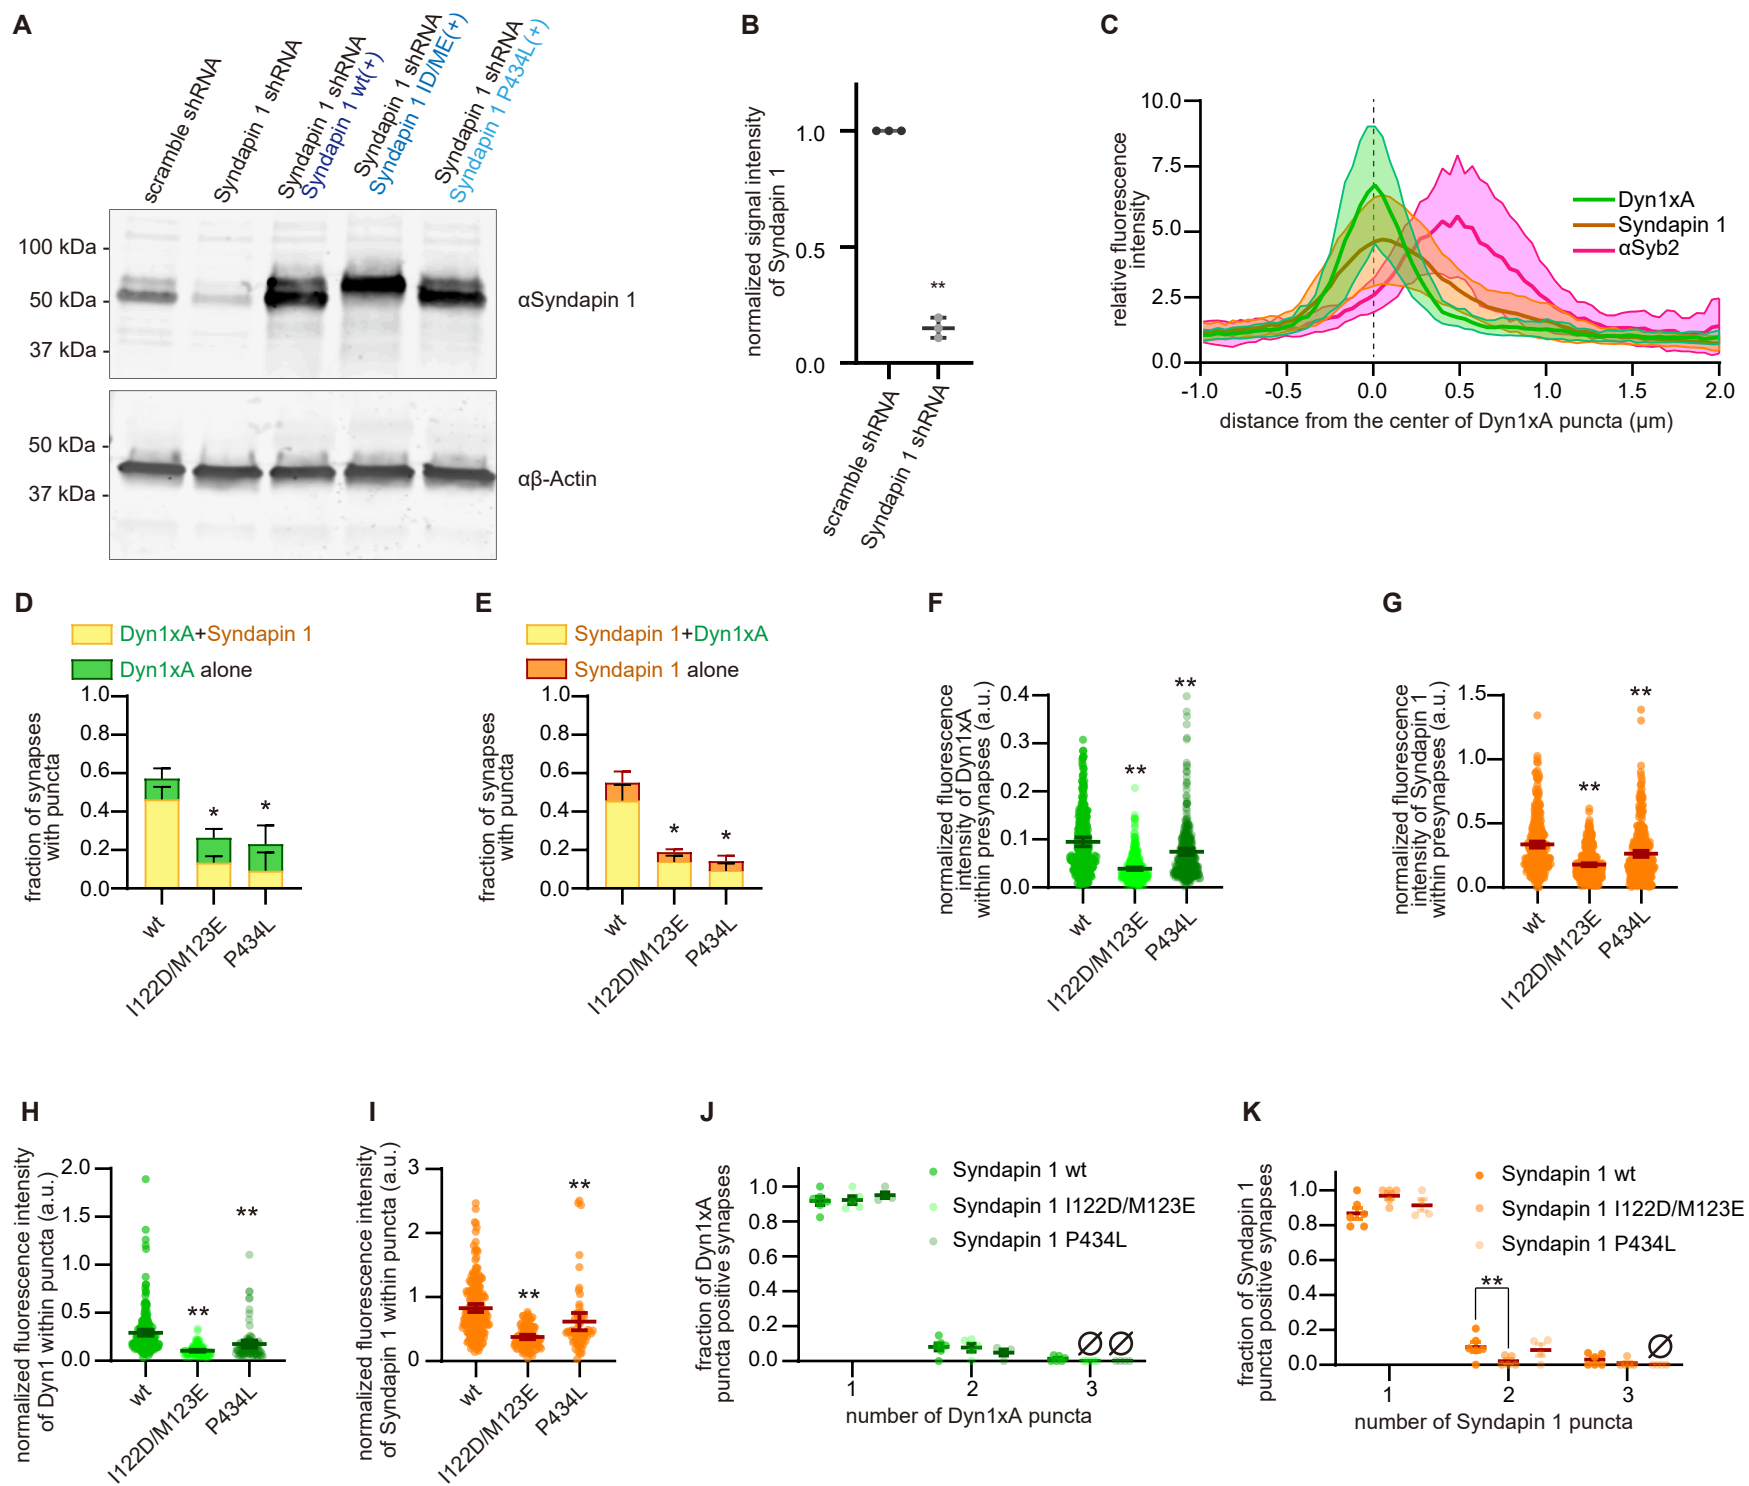 A
scramble shRNA
Syndapin 1 shRNA
Syndapin 1 shRNA
Syndapin 1 wt(+)
Syndapin 1 shRNA
Syndapin 1 ID/ME(+)
Syndapin 1 shRNA
Syndapin 1 P434L(+)
100 kDa
50 kDa
37 kDa
αSyndapin 1
50 kDa
37 kDa
αβ-Actin
B
normalized signal intensity
of Syndapin 1
1.0
0.5
0.0
**
scramble shRNA
Syndapin 1 shRNA
C
relative fluorescence
intensity
10.0
7.5
5.0
2.5
0.0
Dyn1xA
Syndapin 1
αSyb2
-1.0
-0.5
0.0
0.5
1.0
1.5
2.0
distance from the center of Dyn1xA puncta (µm)
D
Dyn1xA+Syndapin 1
Dyn1xA alone
fraction of synapses
with puncta
1.0
0.8
0.6
0.4
0.2
0.0
*
*
wt
I122D/M123E
P434L
E
Syndapin 1+Dyn1xA
Syndapin 1 alone
fraction of synapses
with puncta
1.0
0.8
0.6
0.4
0.2
0.0
*
*
wt
I122D/M123E
P434L
F
normalized fluorescence
intensity of Dyn1xA
within presynapses (a.u.)
0.4
0.3
0.2
0.1
0.0
**
**
wt
I122D/M123E
P434L
G
normalized fluorescence
intensity of Syndapin 1
within presynapses (a.u.)
1.5
1.0
0.5
0.0
**
**
wt
I122D/M123E
P434L
H
normalized fluorescence intensity
of Dyn1 within puncta (a.u.)
2.0
1.5
1.0
0.5
0.0
**
**
wt
I122D/M123E
P434L
I
normalized fluorescence intensity
of Syndapin 1 within puncta (a.u.)
3
2
1
0
**
**
wt
I122D/M123E
P434L
J
fraction of Dyn1xA
puncta positive synapses
1.0
0.8
0.6
0.4
0.2
0.0
Syndapin 1 wt
Syndapin 1 I122D/M123E
Syndapin 1 P434L
∅ ∅
1
2
3
number of Dyn1xA puncta
K
fraction of Syndapin 1
puncta positive synapses
1.0
0.8
0.6
0.4
0.2
0.0
Syndapin 1 wt
Syndapin 1 I122D/M123E
Syndapin 1 P434L
**
∅
1
2
3
number of Syndapin 1 puncta